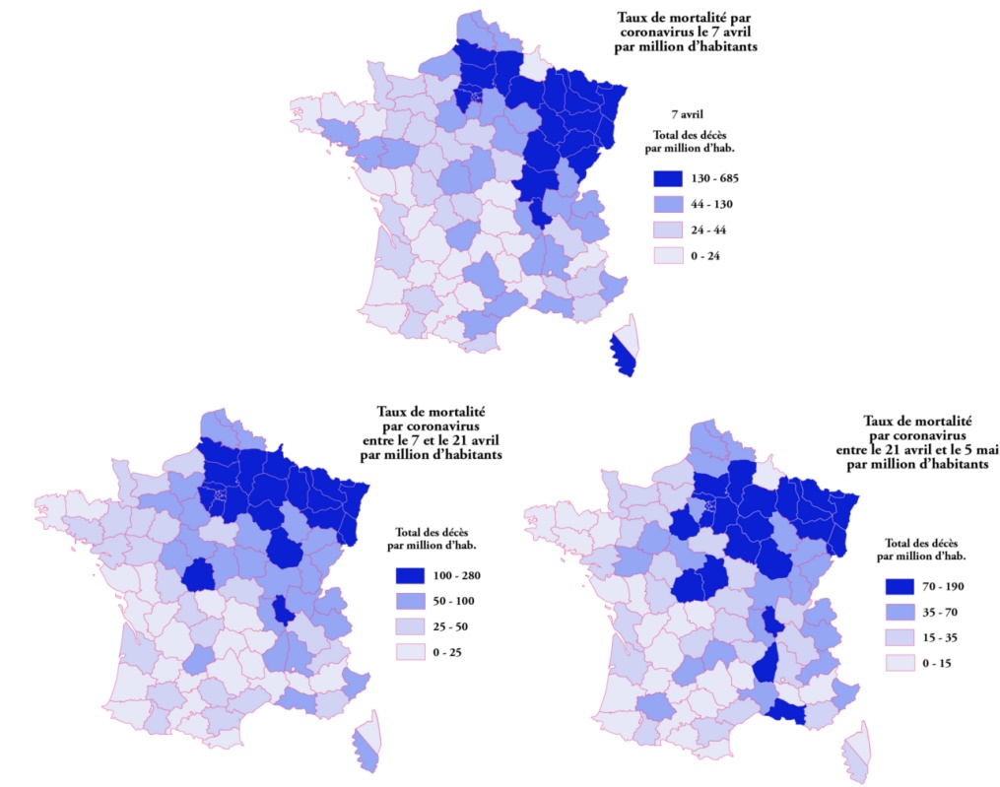 Taux de mortalité par
coronavirus le 7 avril
par million d'habitants
7 avril
Total des décès
par million d'hab.
130 - 685
44 - 130
24 - 44
0 - 24
Taux de mortalité
par coronavirus
entre le 7 et le 21 avril
par million d'habitants
Total des décès
par million d'hab.
100 - 280
50 - 100
25 - 50
0 - 25
Taux de mortalité
par coronavirus
entre le 21 avril et le 5 mai
par million d'habitants
Total des décès
par million d'hab.
70 - 190
35 - 70
15 - 35
0 - 15